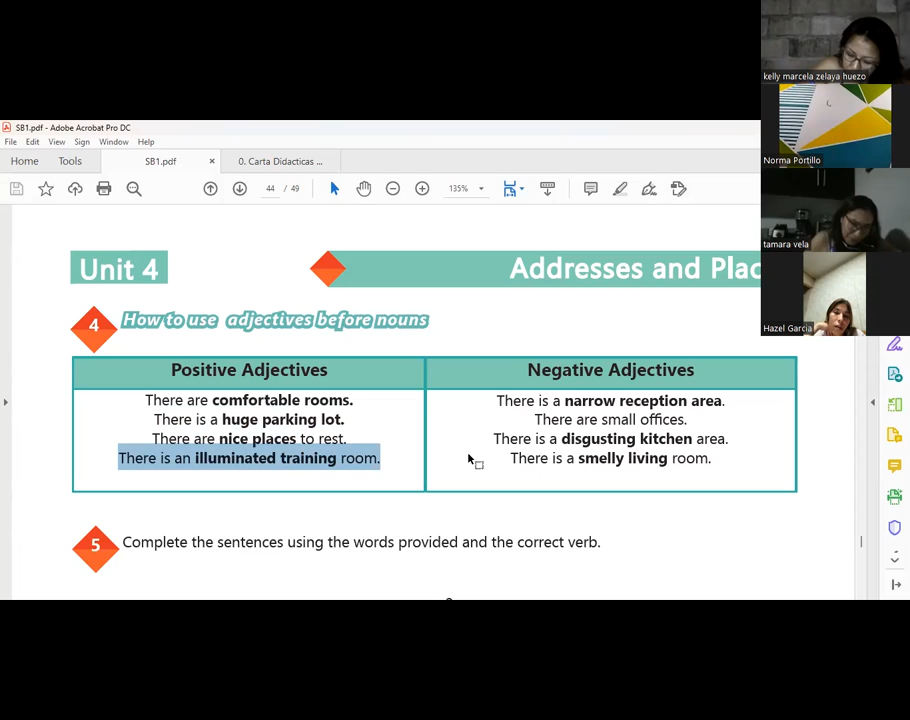 SB1.pdf - Adobe Acrobat Pro DC
File Edit View Sign Window Help
Home Tools SB1.pdf × 0. Carta Didacticas ...
44 / 49 135%
Unit 4
Addresses and Plac
4 How to use adjectives before nouns
Positive Adjectives
There are comfortable rooms.
There is a huge parking lot.
There are nice places to rest.
There is an illuminated training room.
Negative Adjectives
There is a narrow reception area.
There are small offices.
There is a disgusting kitchen area.
There is a smelly living room.
5 Complete the sentences using the words provided and the correct verb.
kelly marcela zelaya huezo
Norma Portillo
tamara vela
Hazel Garcia